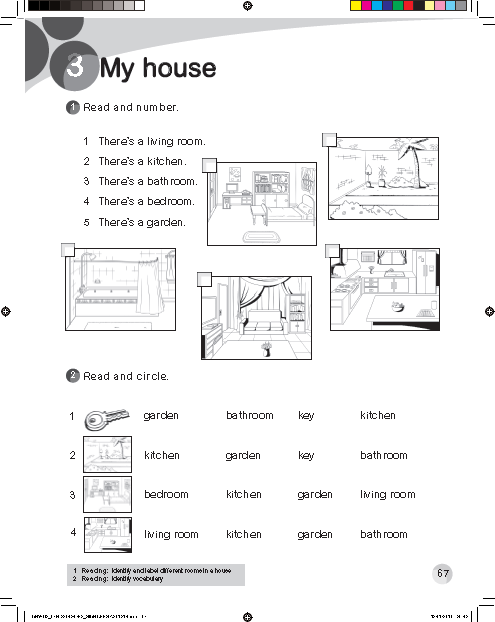 3 My house
1 Read and number.
1 There's a living room.
2 There's a kitchen.
3 There's a bathroom.
4 There's a bedroom.
5 There's a garden.
2 Read and circle.
1 garden bathroom key kitchen
2 kitchen garden key bathroom
3 bedroom kitchen garden living room
4 living room kitchen garden bathroom
1 Reading: Identify and label different rooms in a house
2 Reading: Identify vocabulary
67